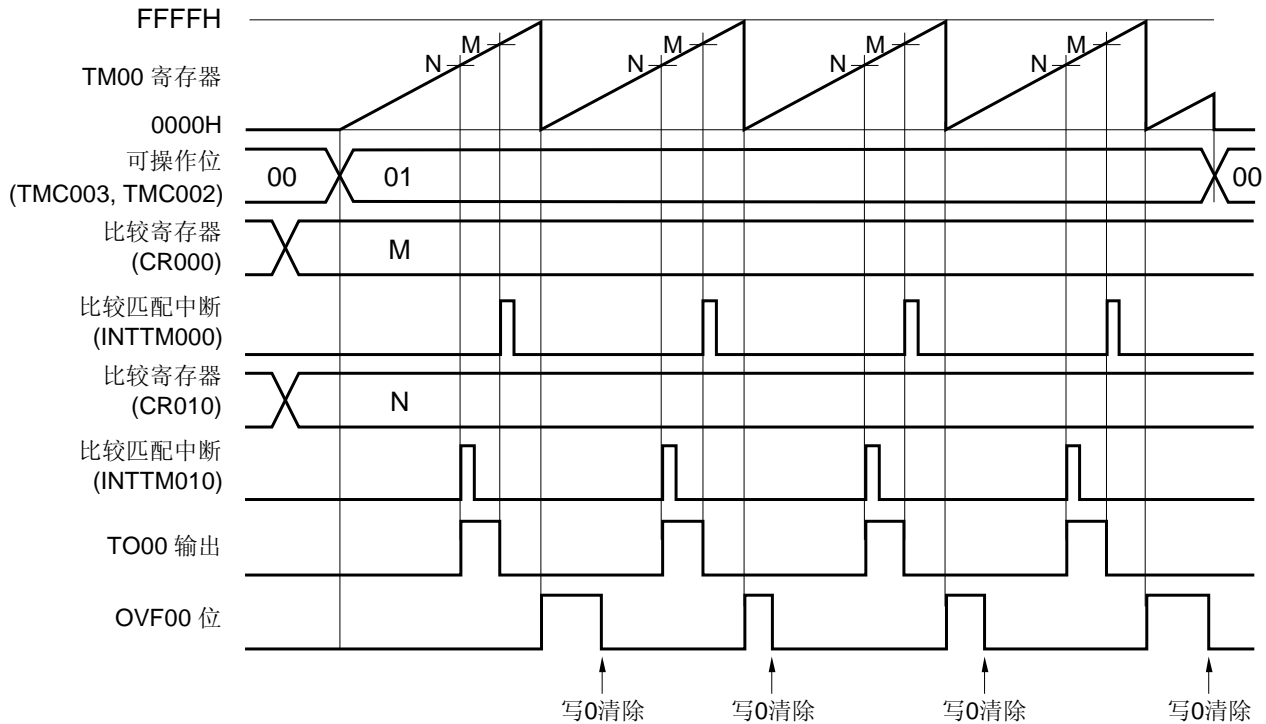 FFFFH
M M M M
N N N N
TM00 寄存器
0000H
可操作位
(TMC003, TMC002)
00 01 00
比较寄存器
(CR000)
M
比较匹配中断
(INTTM000)
比较寄存器
(CR010)
N
比较匹配中断
(INTTM010)
TO00 输出
OVF00 位
写0清除 写0清除 写0清除 写0清除